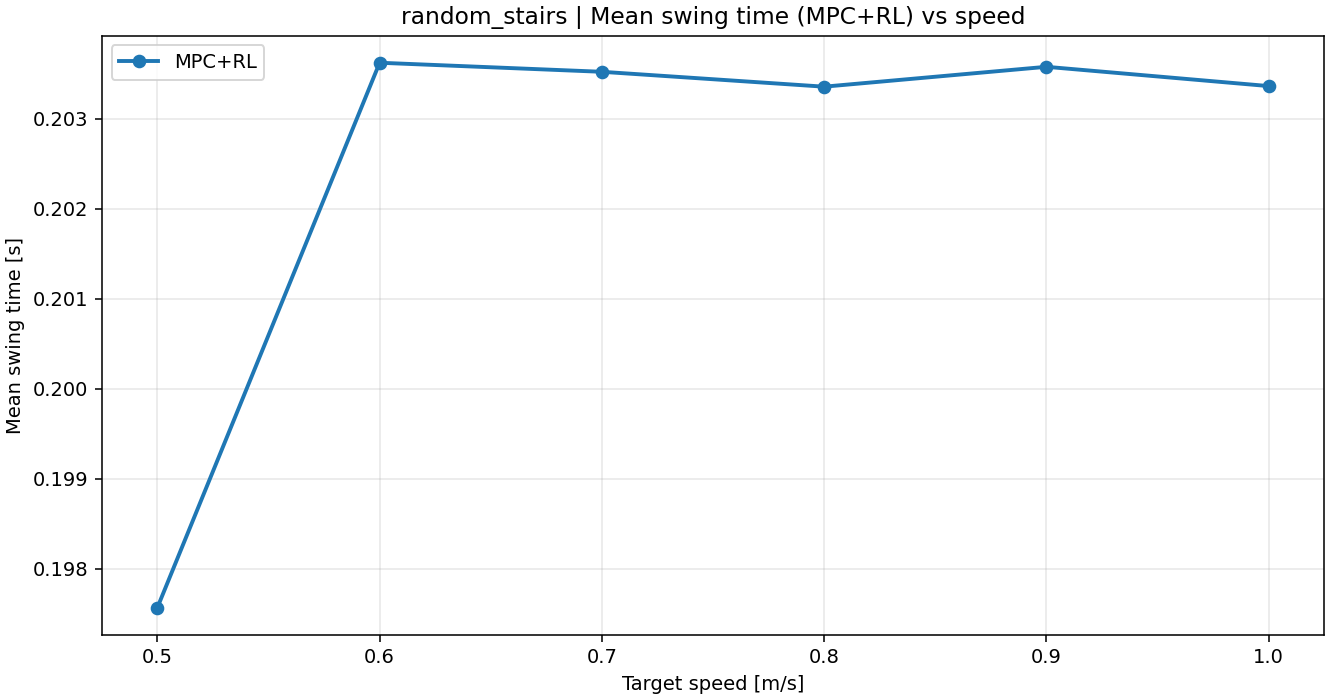 random_stairs | Mean swing time (MPC+RL) vs speed
MPC+RL
Mean swing time [s]
0.203
0.202
0.201
0.200
0.199
0.198
0.5 0.6 0.7 0.8 0.9 1.0
Target speed [m/s]